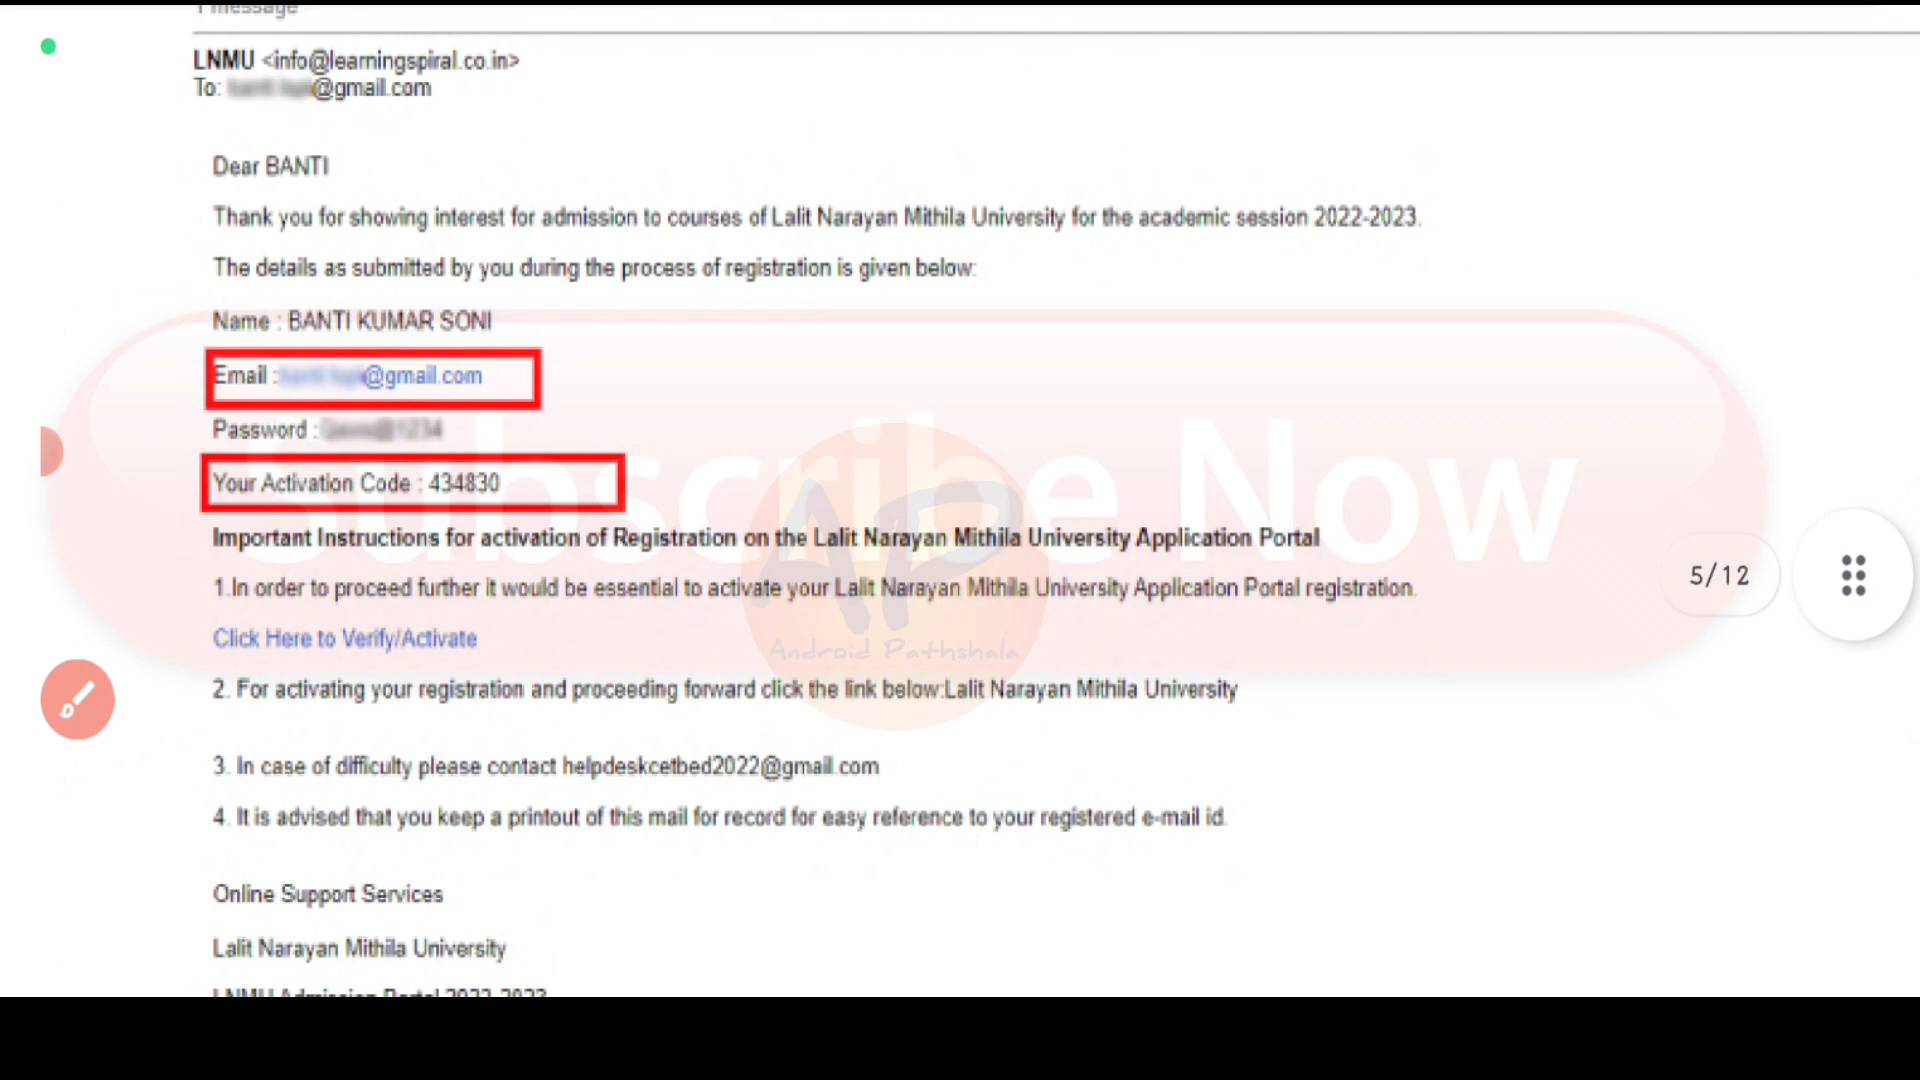 1 message
LNMU <info@learningspiral.co.in>
To: @gmail.com
Dear BANTI
Thank you for showing interest for admission to courses of Lalit Narayan Mithila University for the academic session 2022-2023.
The details as submitted by you during the process of registration is given below:
Name : BANTI KUMAR SONI
Email : @gmail.com
Password :
Your Activation Code : 434830
Subscribe Now
Important Instructions for activation of Registration on the Lalit Narayan Mithila University Application Portal
AP
5/12
1.In order to proceed further it would be essential to activate your Lalit Narayan Mithila University Application Portal registration.
Click Here to Verify/Activate
Android Pathshala
2. For activating your registration and proceeding forward click the link below:Lalit Narayan Mithila University
3. In case of difficulty please contact helpdeskcetbed2022@gmail.com
4. It is advised that you keep a printout of this mail for record for easy reference to your registered e-mail id.
Online Support Services
Lalit Narayan Mithila University
LNMU Admission Portal 2022-2023